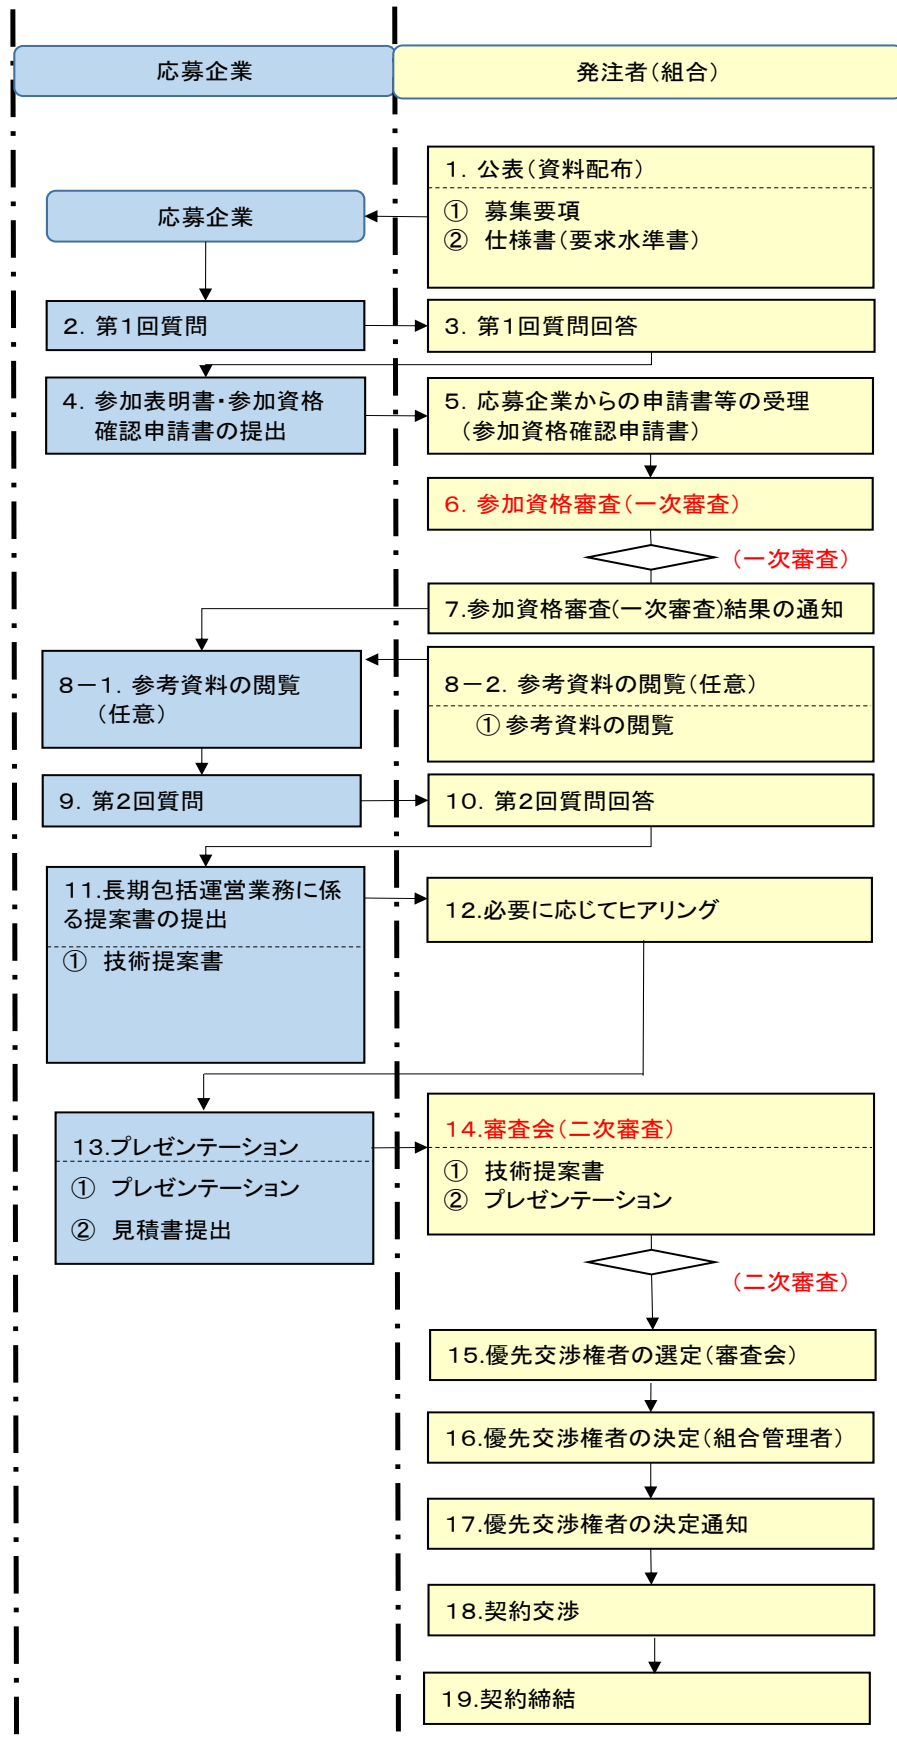 応募企業
発注者（組合）
１．公表（資料配布）
①　募集要項
②　仕様書（要求水準書）
応募企業
２．第１回質問
３．第１回質問回答
４．参加表明書・参加資格
確認申請書の提出
５．応募企業からの申請書等の受理
（参加資格確認申請書）
６．参加資格審査（一次審査）
（一次審査）
７.参加資格審査（一次審査）結果の通知
８－１．参考資料の閲覧
（任意）
８－２．参考資料の閲覧（任意）
① 参考資料の閲覧
９．第２回質問
１０．第２回質問回答
１１.長期包括運営業務に係
る提案書の提出
①　技術提案書
１２.必要に応じてヒアリング
１３.プレゼンテーション
①　プレゼンテーション
②　見積書提出
１４.審査会（二次審査）
①　技術提案書
②　プレゼンテーション
（二次審査）
１５.優先交渉権者の選定（審査会）
１６.優先交渉権者の決定（組合管理者）
１７.優先交渉権者の決定通知
１８.契約交渉
１９.契約締結